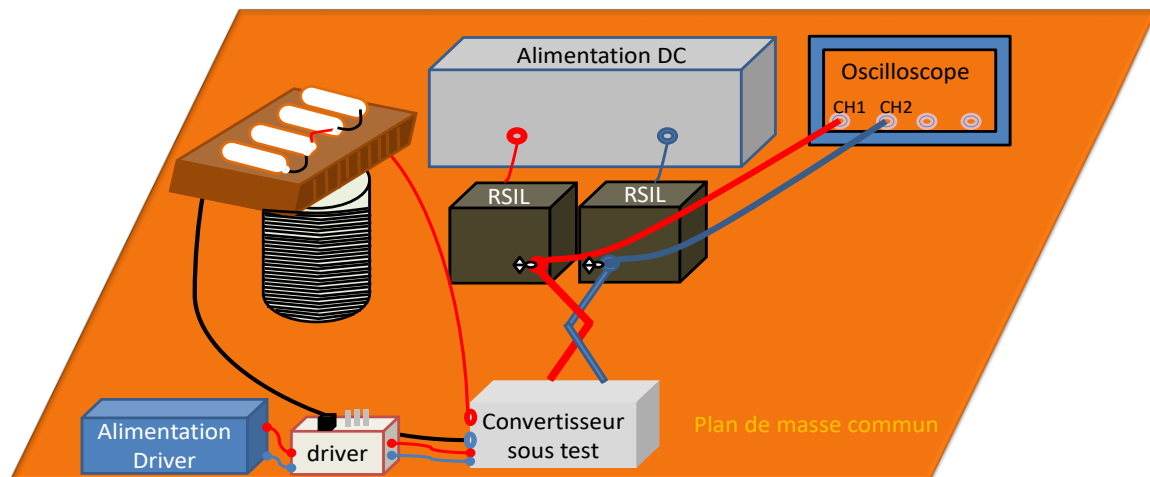 Alimentation DC
Oscilloscope
CH1 CH2
RSIL
RSIL
Alimentation
Driver
driver
Convertisseur
sous test
Plan de masse commun